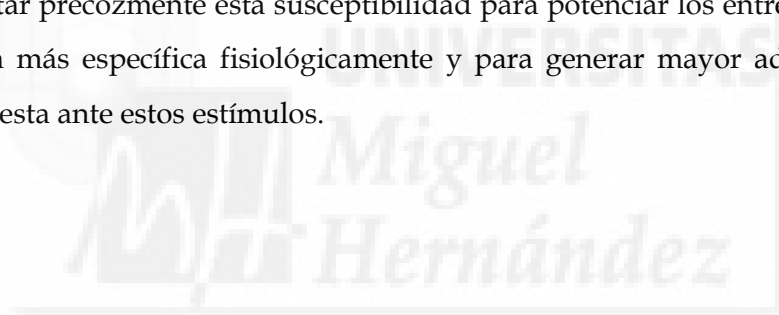 tar precozmente esta susceptibilidad para potenciar los entre
más específica fisiológicamente y para generar mayor ad
esta ante estos estímulos.
UNIVERSITAS
Miguel
Hernández